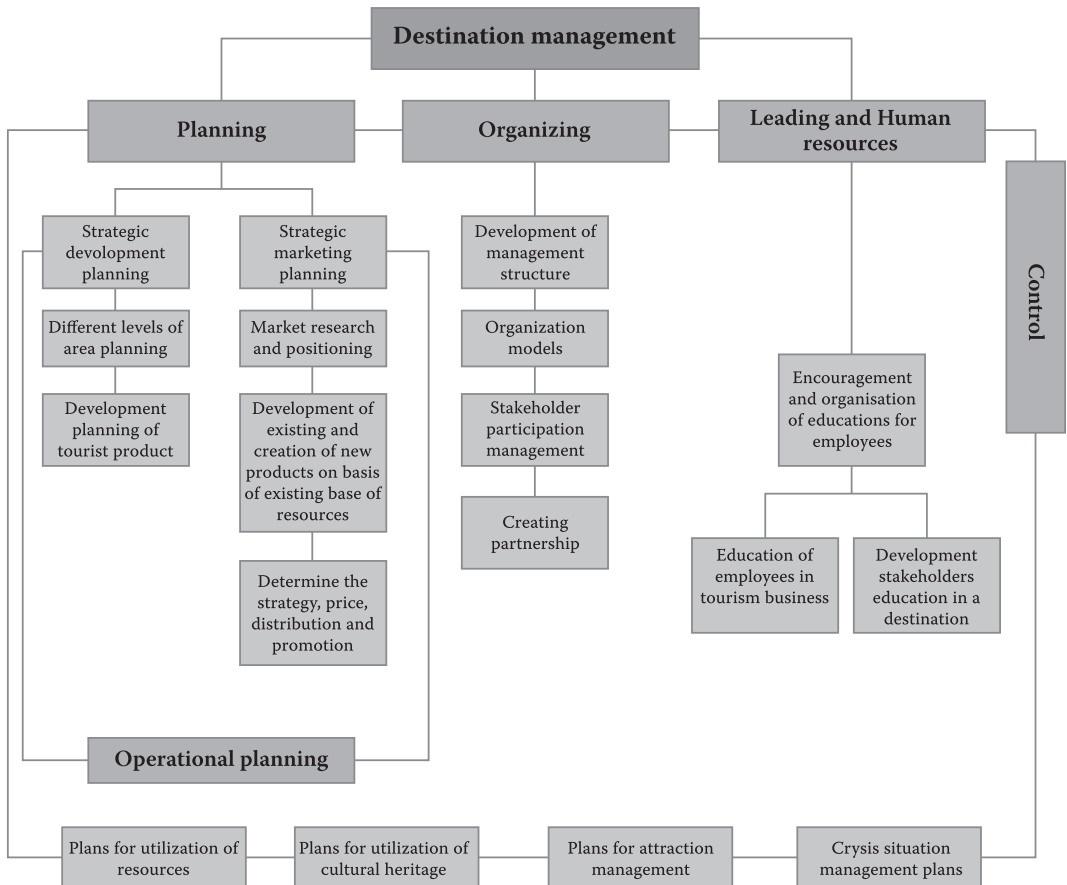 Destination management
Planning
Organizing
Leading and Human
resources
Control
Strategic
devolopment
planning
Different levels of
area planning
Development
planning of
tourist product
Strategic
marketing
planning
Market research
and positioning
Development of
existing and
creation of new
products on basis
of existing base of
resources
Determine the
strategy, price,
distribution and
promotion
Development of
management
structure
Organization
models
Stakeholder
participation
management
Creating
partnership
Encouragement
and organisation
of educations for
employees
Education of
employees in
tourism business
Development
stakeholders
education in a
destination
Operational planning
Plans for utilization of
resources
Plans for utilization of
cultural heritage
Plans for attraction
management
Crysis situation
management plans